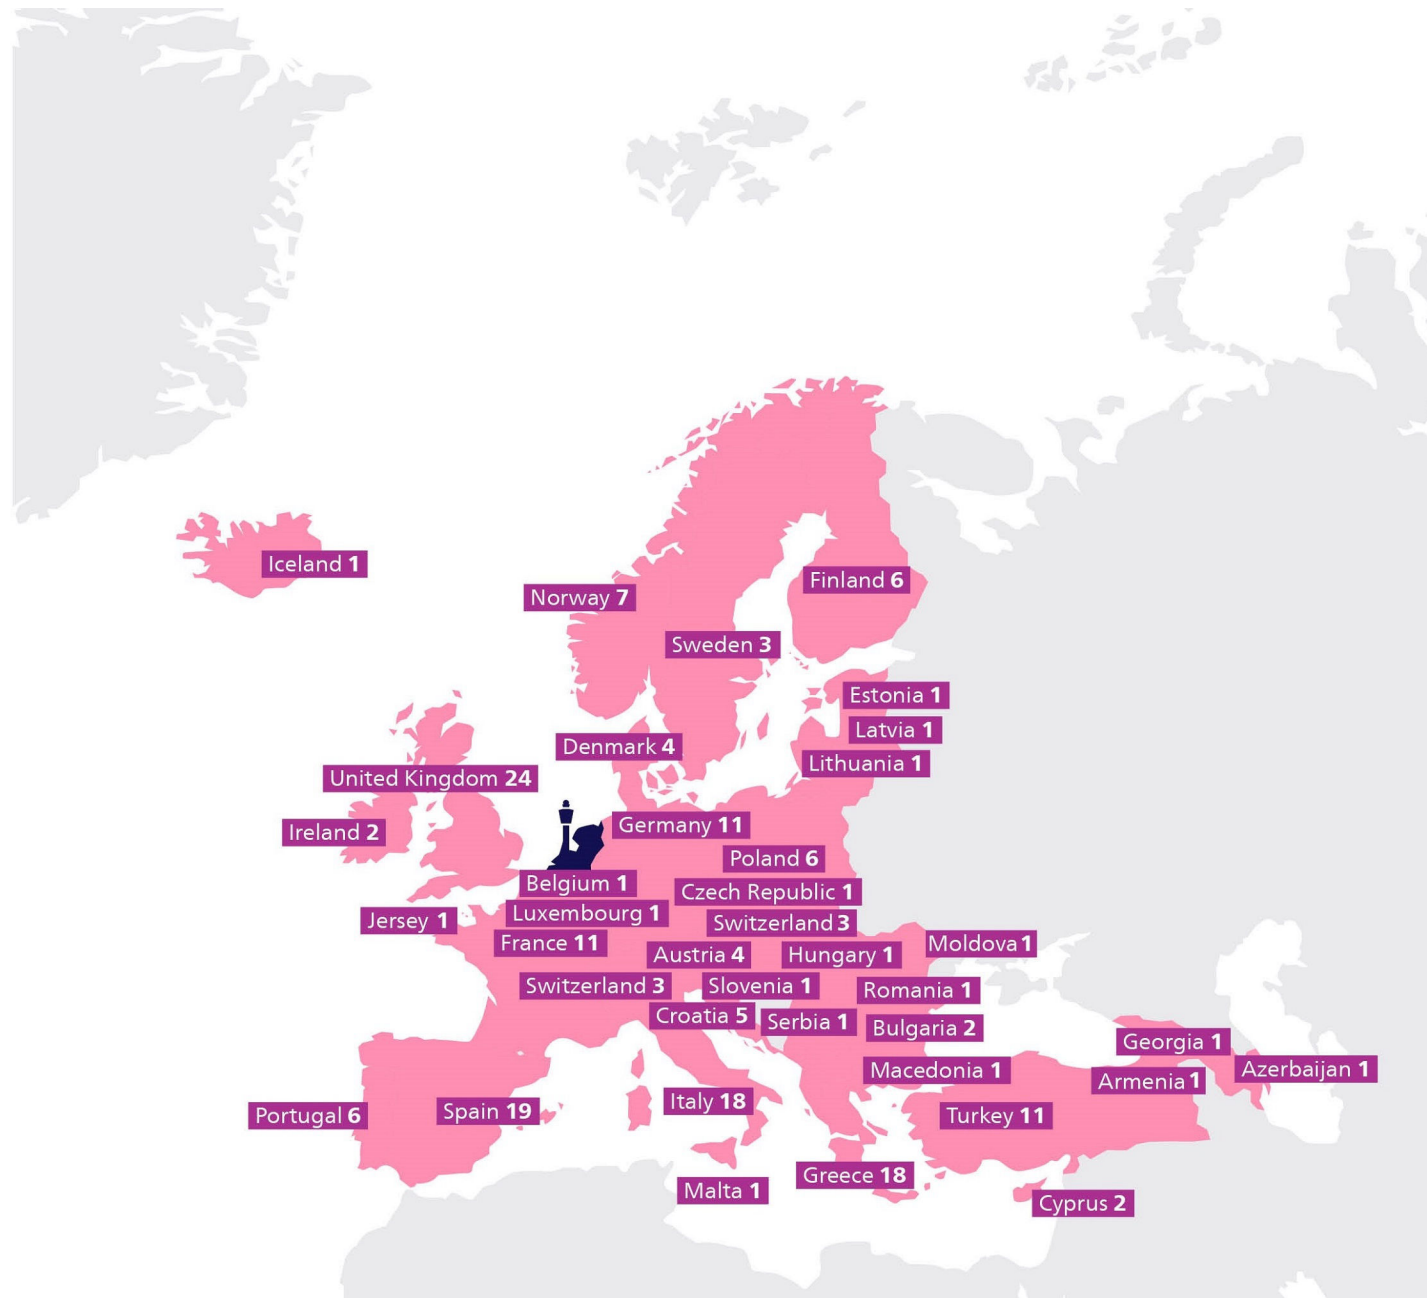 Iceland 1
Finland 6
Norway 7
Sweden 3
Estonia 1
Latvia 1
Denmark 4
Lithuania 1
United Kingdom 24
Germany 11
Ireland 2
Poland 6
Belgium 1
Czech Republic 1
Luxembourg 1
Jersey 1
Switzerland 3
France 11
Moldova 1
Austria 4
Hungary 1
Switzerland 3
Slovenia 1
Romania 1
Croatia 5
Serbia 1
Bulgaria 2
Georgia 1
Macedonia 1
Azerbaijan 1
Armenia 1
Italy 18
Spain 19
Portugal 6
Turkey 11
Greece 18
Malta 1
Cyprus 2